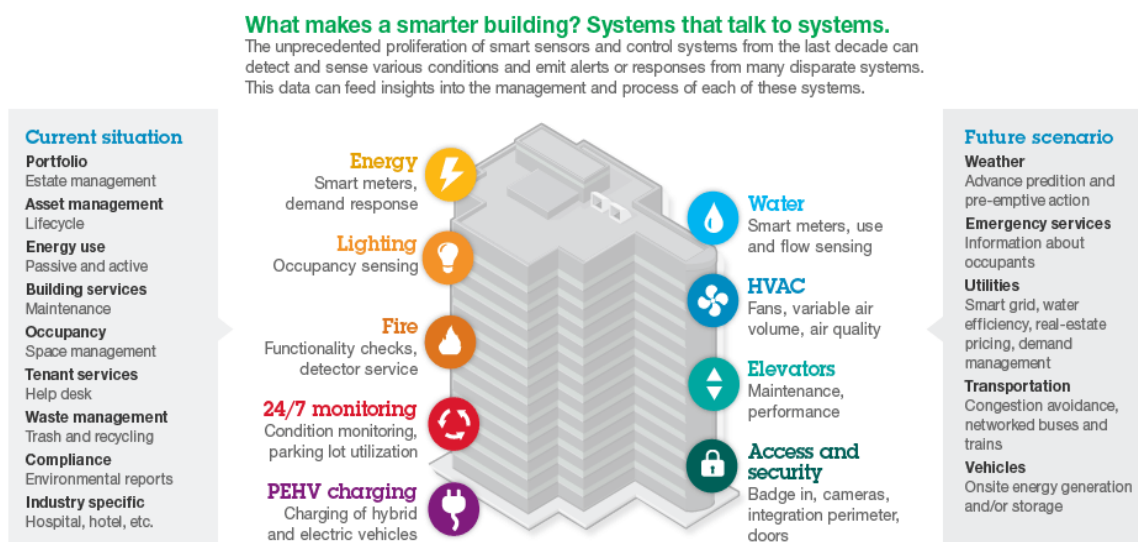 What makes a smarter building? Systems that talk to systems.
The unprecedented proliferation of smart sensors and control systems from the last decade can
detect and sense various conditions and emit alerts or responses from many disparate systems.
This data can feed insights into the management and process of each of these systems.
Current situation
Portfolio
Estate management
Asset management
Lifecycle
Energy use
Passive and active
Building services
Maintenance
Occupancy
Space management
Tenant services
Help desk
Waste management
Trash and recycling
Compliance
Environmental reports
Industry specific
Hospital, hotel, etc.
Energy
Smart meters,
demand response
Lighting
Occupancy sensing
Fire
Functionality checks,
detector service
24/7 monitoring
Condition monitoring,
parking lot utilization
PEHV charging
Charging of hybrid
and electric vehicles
Water
Smart meters, use
and flow sensing
HVAC
Fans, variable air
volume, air quality
Elevators
Maintenance,
performance
Access and
security
Badge in, cameras,
integration perimeter,
doors
Future scenario
Weather
Advance predition and
pre-emptive action
Emergency services
Information about
occupants
Utilities
Smart grid, water
efficiency, real-estate
pricing, demand
management
Transportation
Congestion avoidance,
networked buses and
trains
Vehicles
Onsite energy generation
and/or storage